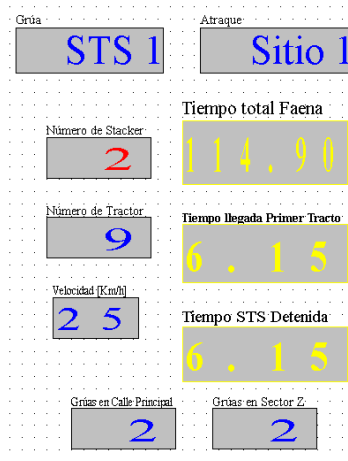 Grúa
Atraque
STS 1
Sitio 1
Tiempo total Faena
Número de Stacker
2
114.90
Número de Tractor
9
Tiempo llegada Primer Tracto
6.15
Velocidad [Km/h]
25
Tiempo STS Detenida
6.15
Grúas en Calle Principal
Grúas en Sector Z
2
2